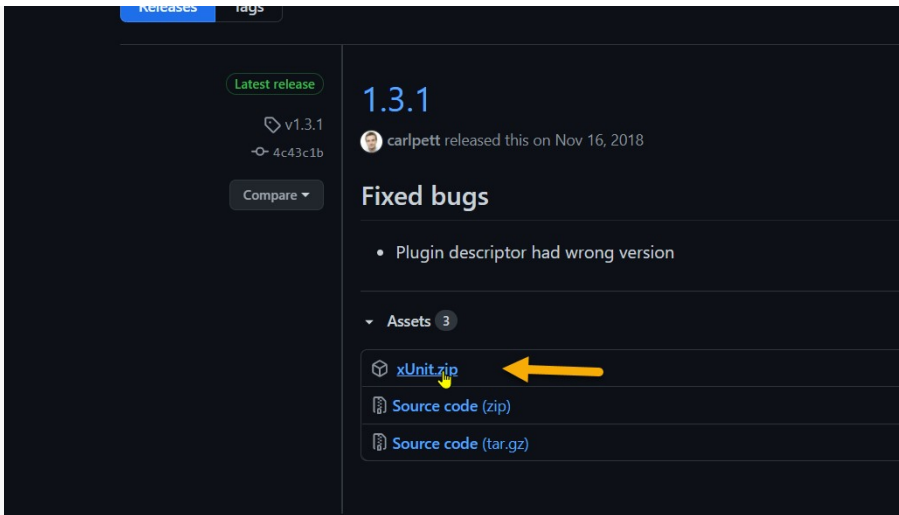 Releases Tags
Latest release
v1.3.1
4c43c1b
Compare
1.3.1
carlpett released this on Nov 16, 2018
Fixed bugs
• Plugin descriptor had wrong version
Assets 3
xUnit.zip
Source code (zip)
Source code (tar.gz)